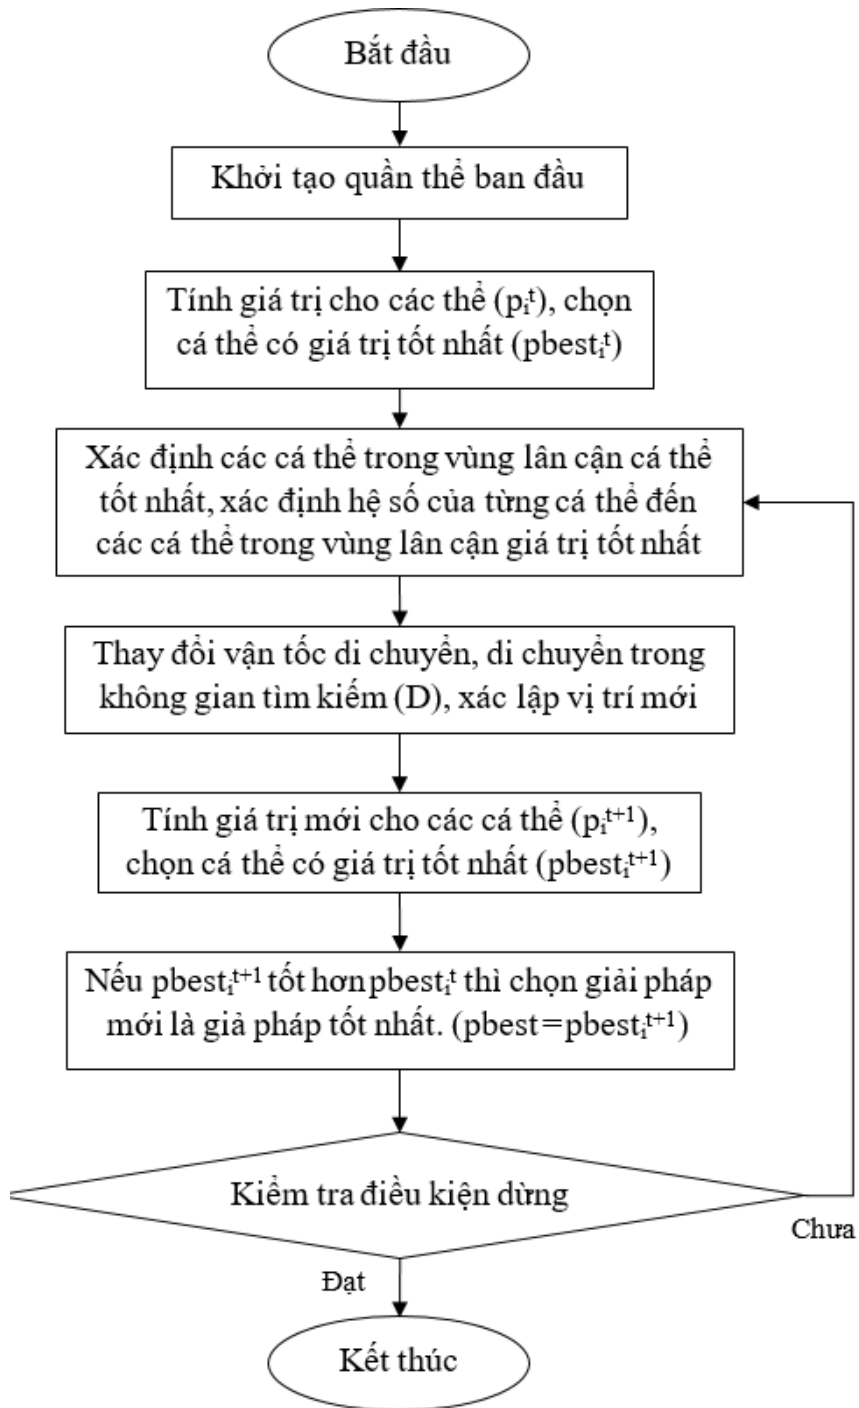 Bắt đầu
Khởi tạo quần thể ban đầu
Tính giá trị cho các thể (pᵢᵗ), chọn
cá thể có giá trị tốt nhất (pbestᵢᵗ)
Xác định các cá thể trong vùng lân cận cá thể
tốt nhất, xác định hệ số của từng cá thể đến
các cá thể trong vùng lân cận giá trị tốt nhất
Thay đổi vận tốc di chuyển, di chuyển trong
không gian tìm kiếm (D), xác lập vị trí mới
Tính giá trị mới cho các cá thể (pᵢᵗ⁺¹),
chọn cá thể có giá trị tốt nhất (pbestᵢᵗ⁺¹)
Nếu pbestᵢᵗ⁺¹ tốt hơn pbestᵢᵗ thì chọn giải pháp
mới là giả pháp tốt nhất. (pbest=pbestᵢᵗ⁺¹)
Kiểm tra điều kiện dừng
Chưa
Đạt
Kết thúc